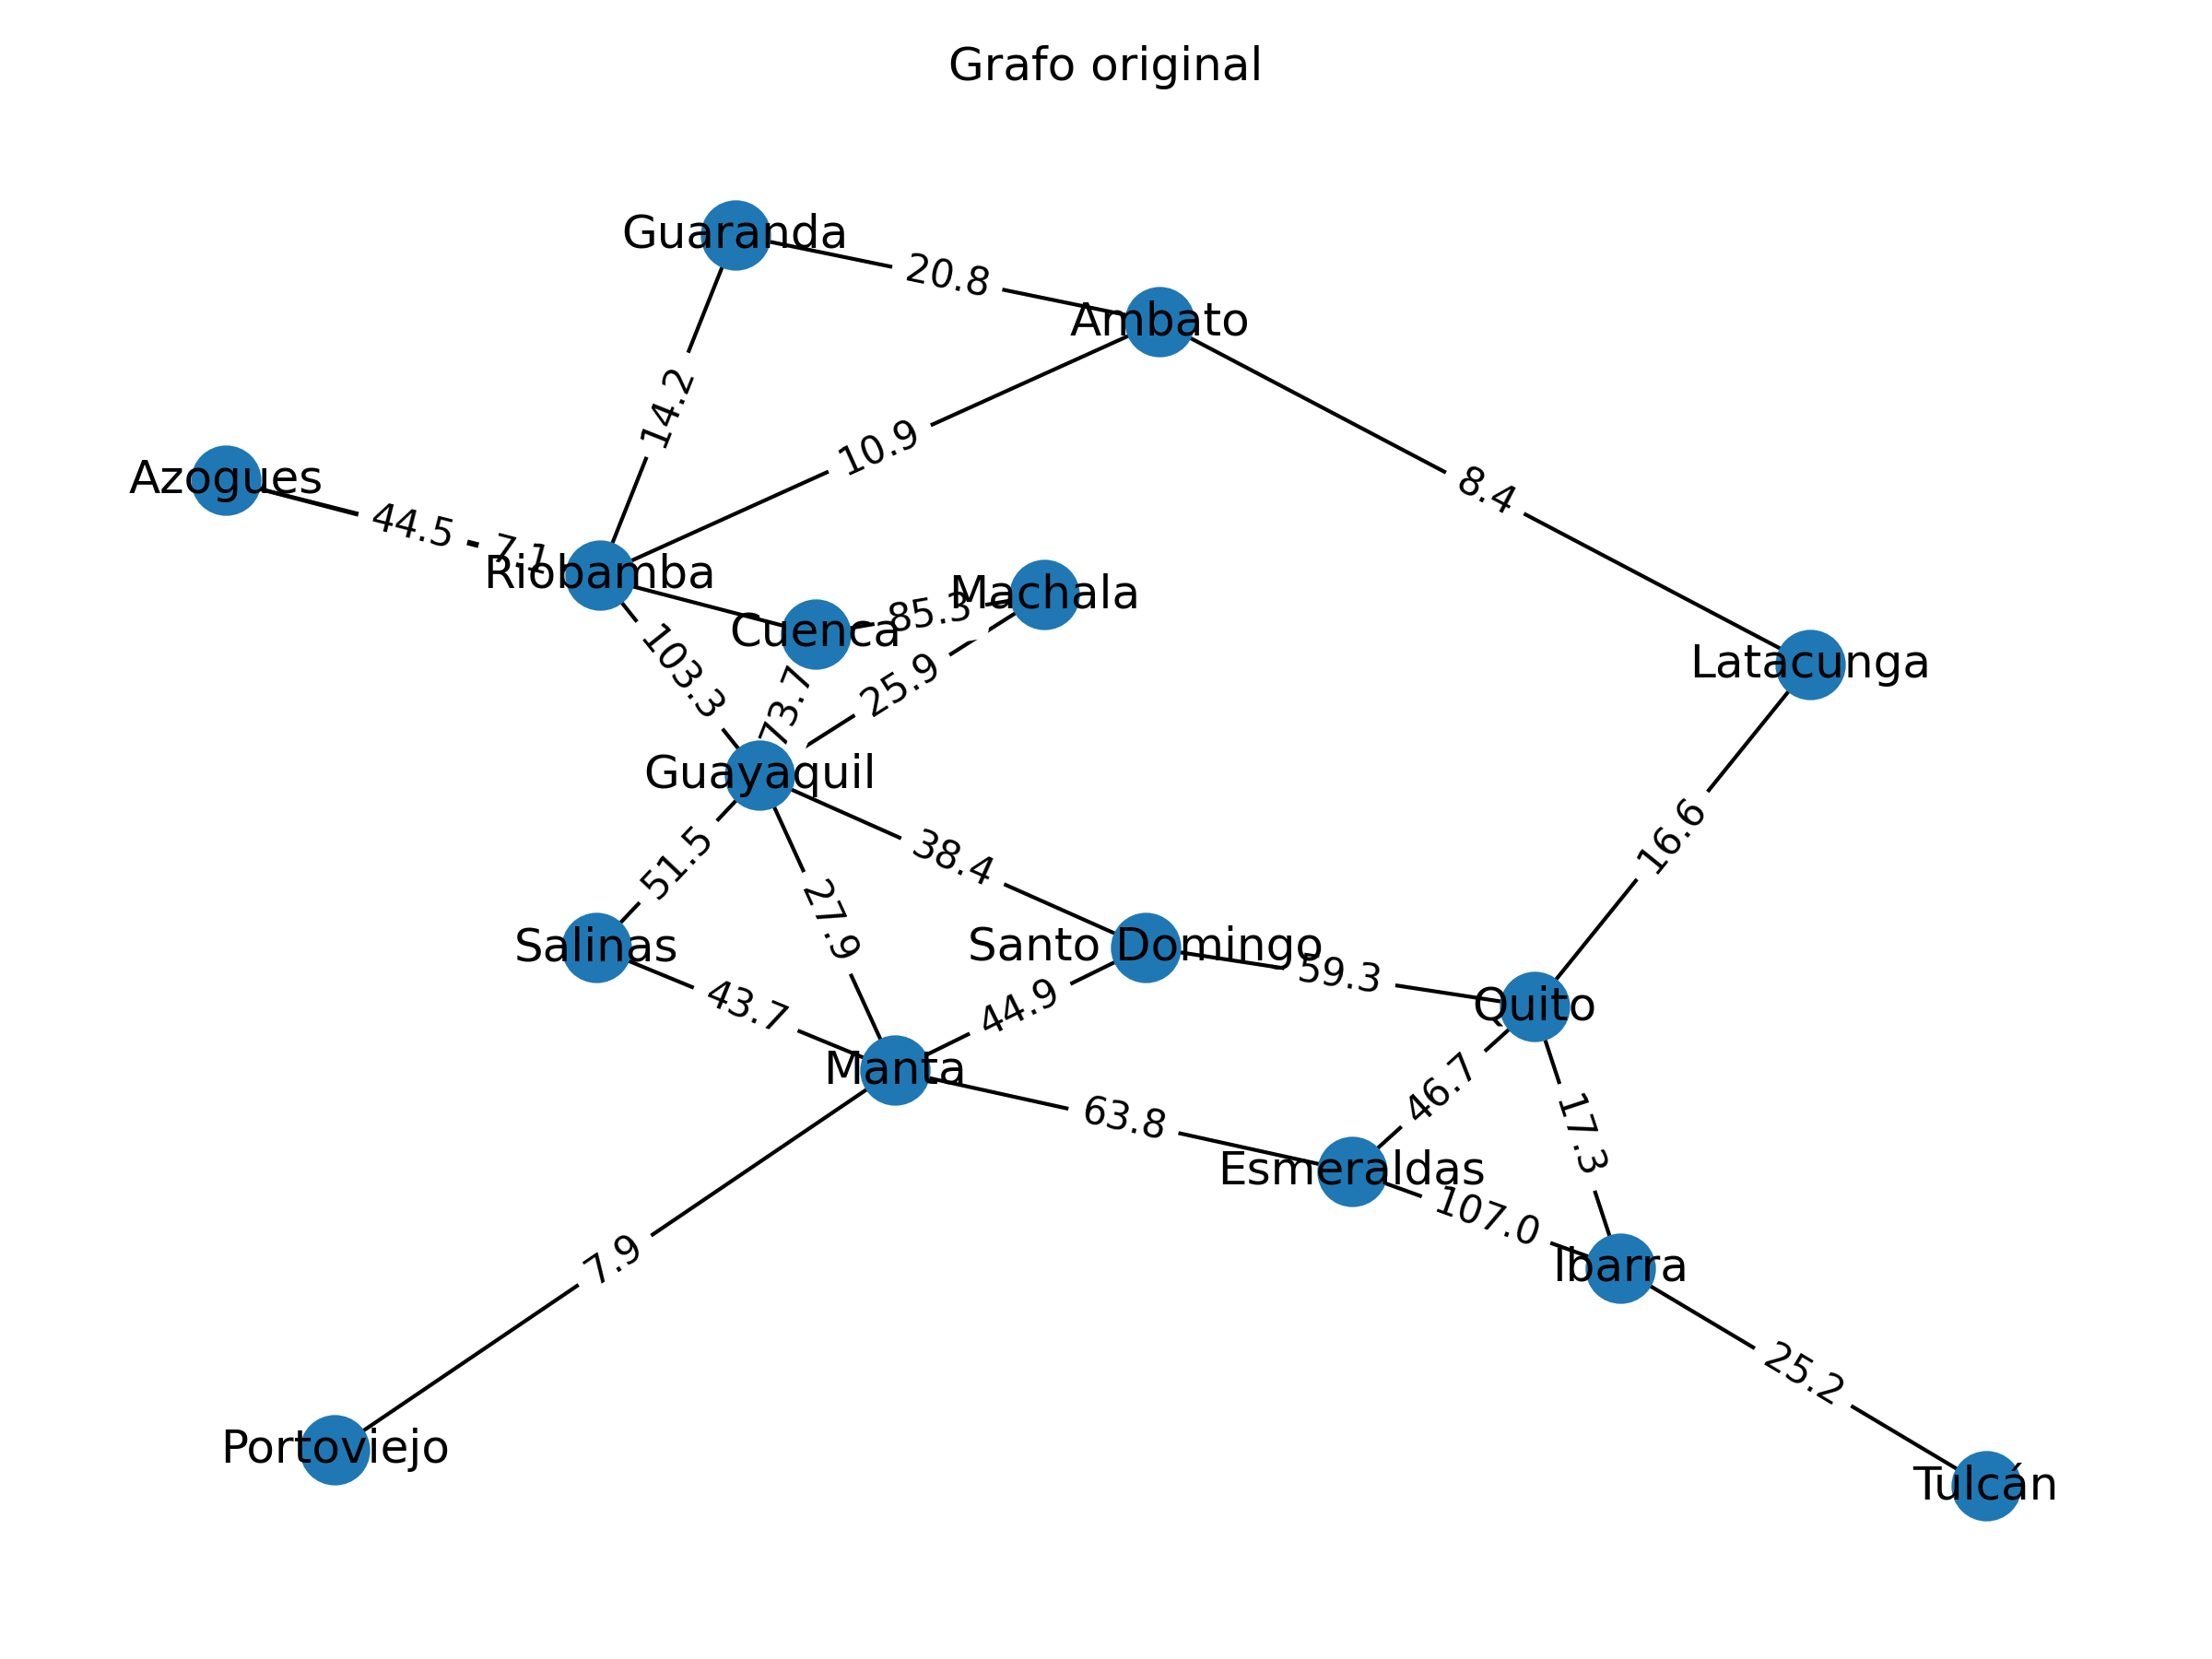 Grafo original
Guaranda
20.8
Ambato
14.2
10.9
Azogues
8.4
44.5
7.1
Riobamba
Machala
85.3
Cuenca
103.3
25.9
73.7
Latacunga
Guayaquil
38.4
16.6
51.5
27.9
Salinas
Santo Domingo
59.3
43.7
44.9
Quito
Manta
46.7
63.8
17.3
Esmeraldas
107.0
7.9
Ibarra
25.2
Portoviejo
Tulcán